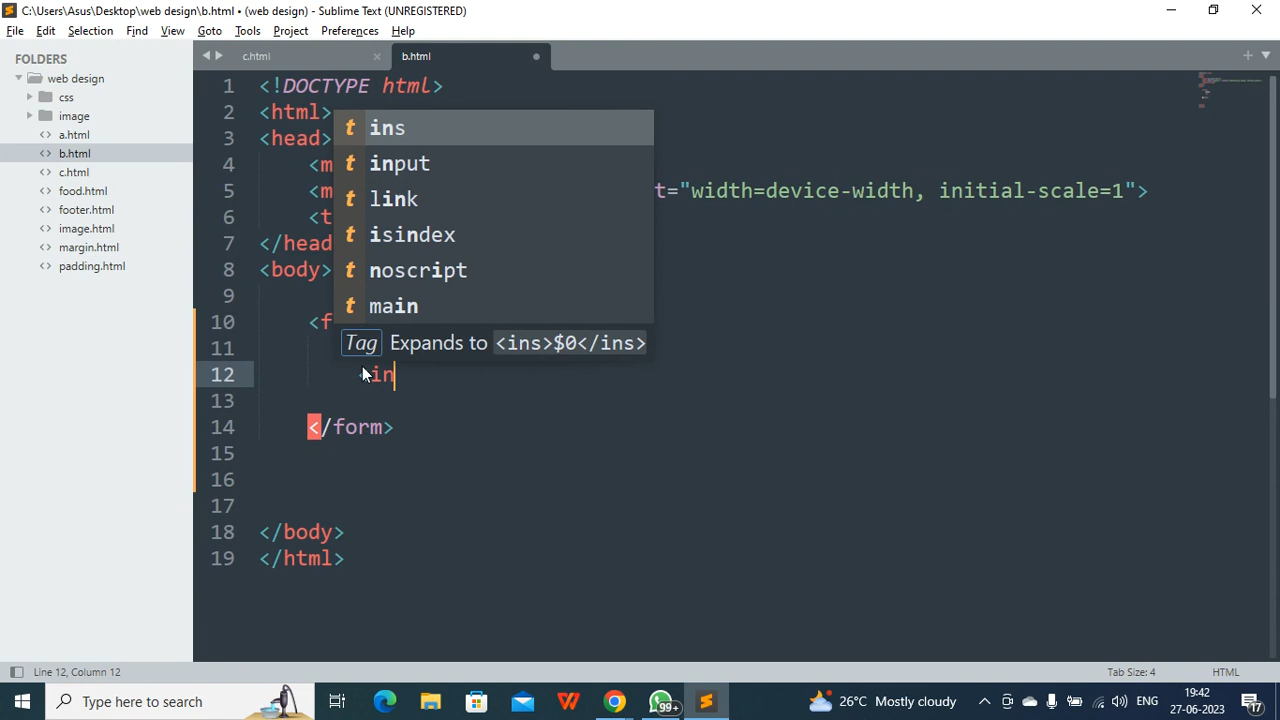 C:\Users\Asus\Desktop\web design\b.html • (web design) - Sublime Text (UNREGISTERED)
File Edit Selection Find View Goto Tools Project Preferences Help
FOLDERS
web design
css
image
a.html
b.html
c.html
food.html
footer.html
image.html
margin.html
padding.html
c.html
b.html
1 <!DOCTYPE html>
2 <html>
3 <head>
4 <m
5 <m t="width=device-width, initial-scale=1">
6 <t
7 </head
8 <body>
9
10 <f
11
12 <in
13
14 </form>
15
16
17
18 </body>
19 </html>
t ins
t input
t link
t isindex
t noscript
t main
Tag Expands to <ins>$0</ins>
Line 12, Column 12
Tab Size: 4
HTML
Type here to search
99+
26°C Mostly cloudy
ENG
19:42
27-06-2023
17